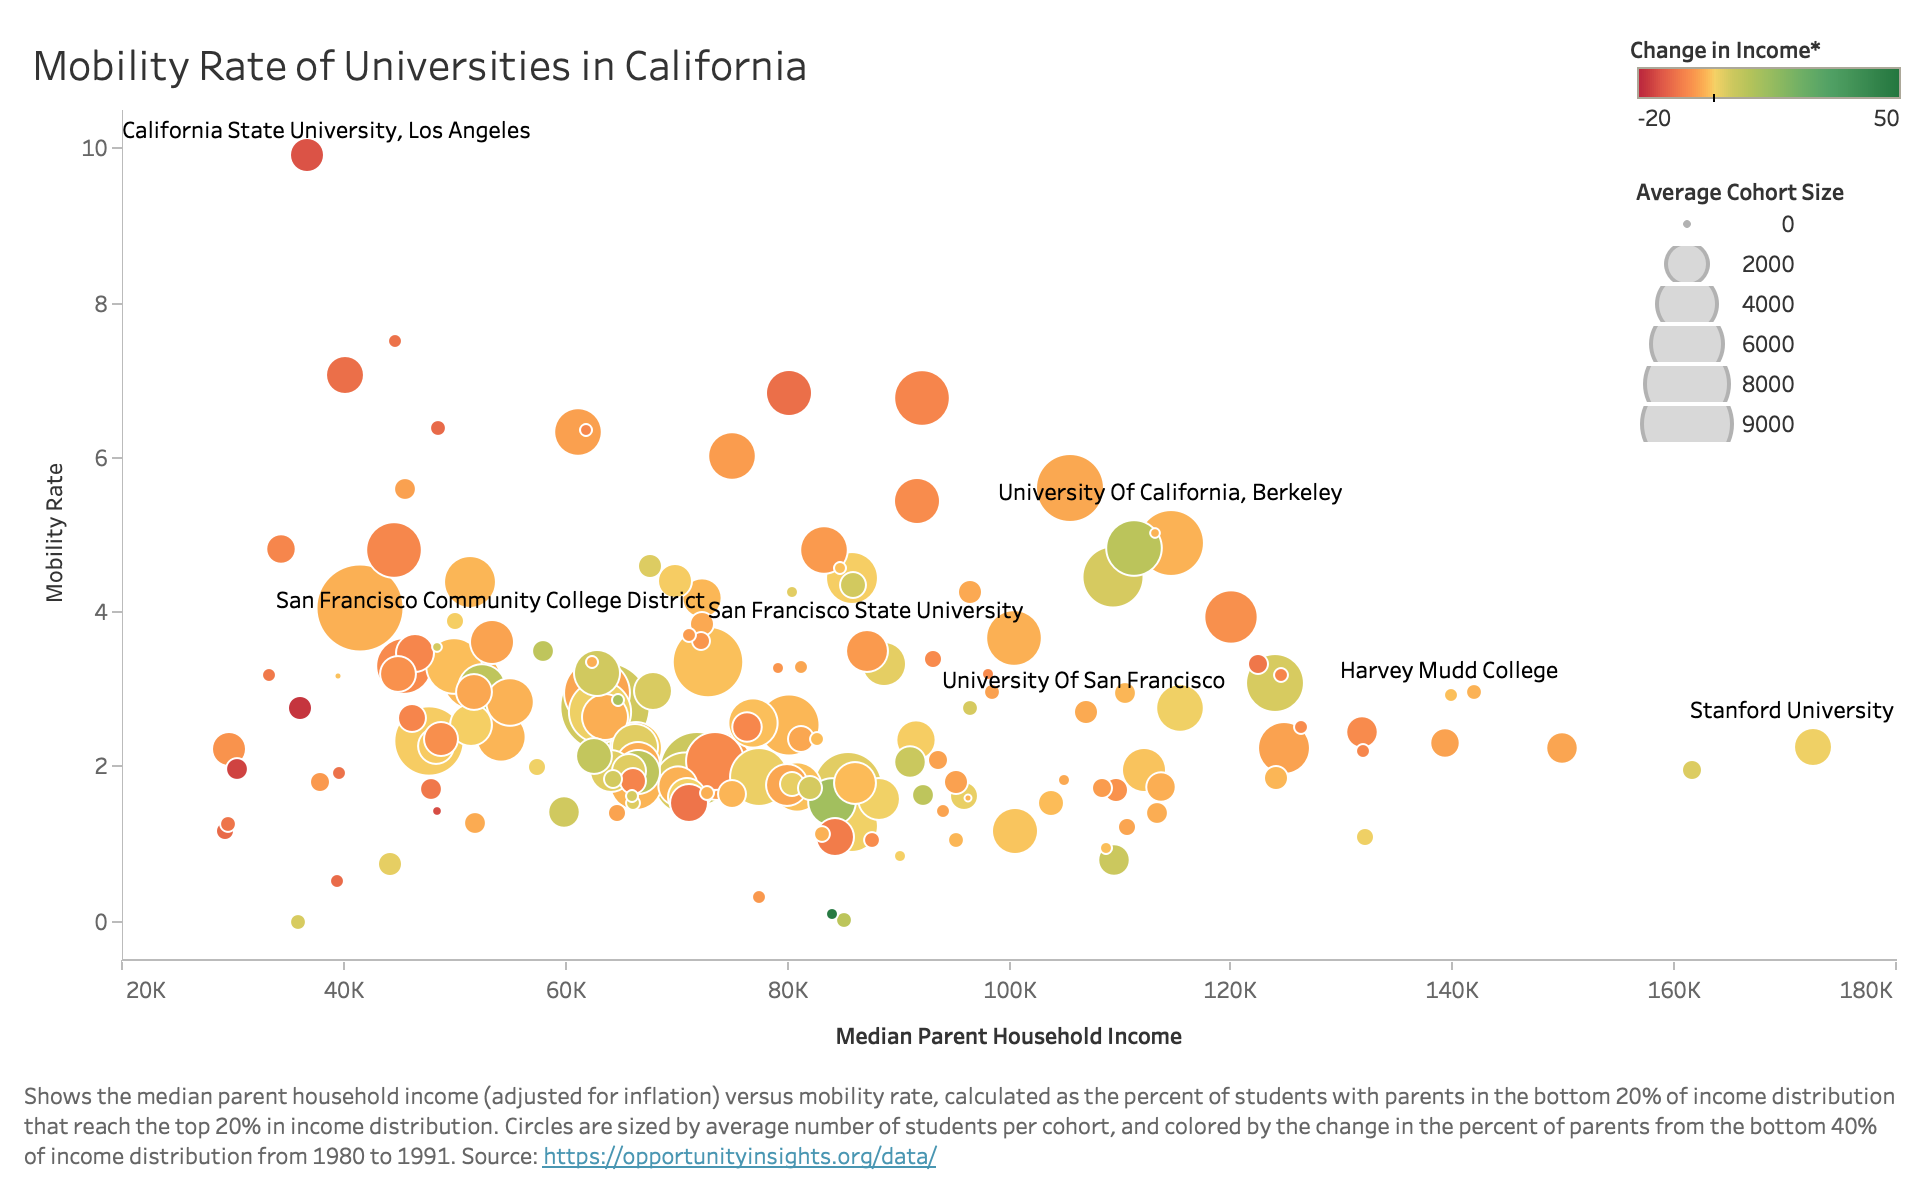 Mobility Rate of Universities in California
Change in Income*
-20 50
Average Cohort Size
0
2000
4000
6000
8000
9000
California State University, Los Angeles
University Of California, Berkeley
San Francisco Community College District
San Francisco State University
University Of San Francisco
Harvey Mudd College
Stanford University
Mobility Rate
10
8
6
4
2
0
20K 40K 60K 80K 100K 120K 140K 160K 180K
Median Parent Household Income
Shows the median parent household income (adjusted for inflation) versus mobility rate, calculated as the percent of students with parents in the bottom 20% of income distribution
that reach the top 20% in income distribution. Circles are sized by average number of students per cohort, and colored by the change in the percent of parents from the bottom 40%
of income distribution from 1980 to 1991. Source: https://opportunityinsights.org/data/